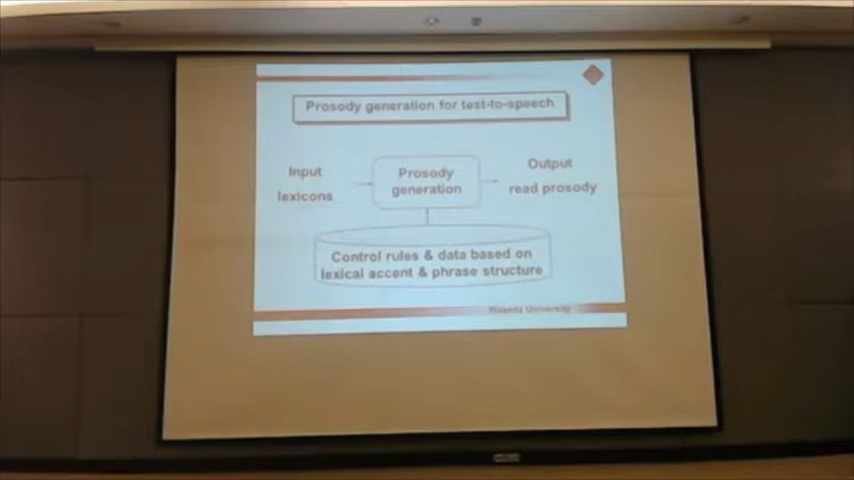 Prosody generation for text-to-speech
Input
lexicons
Prosody
generation
Output
read prosody
Control rules & data based on
lexical accent & phrase structure
University